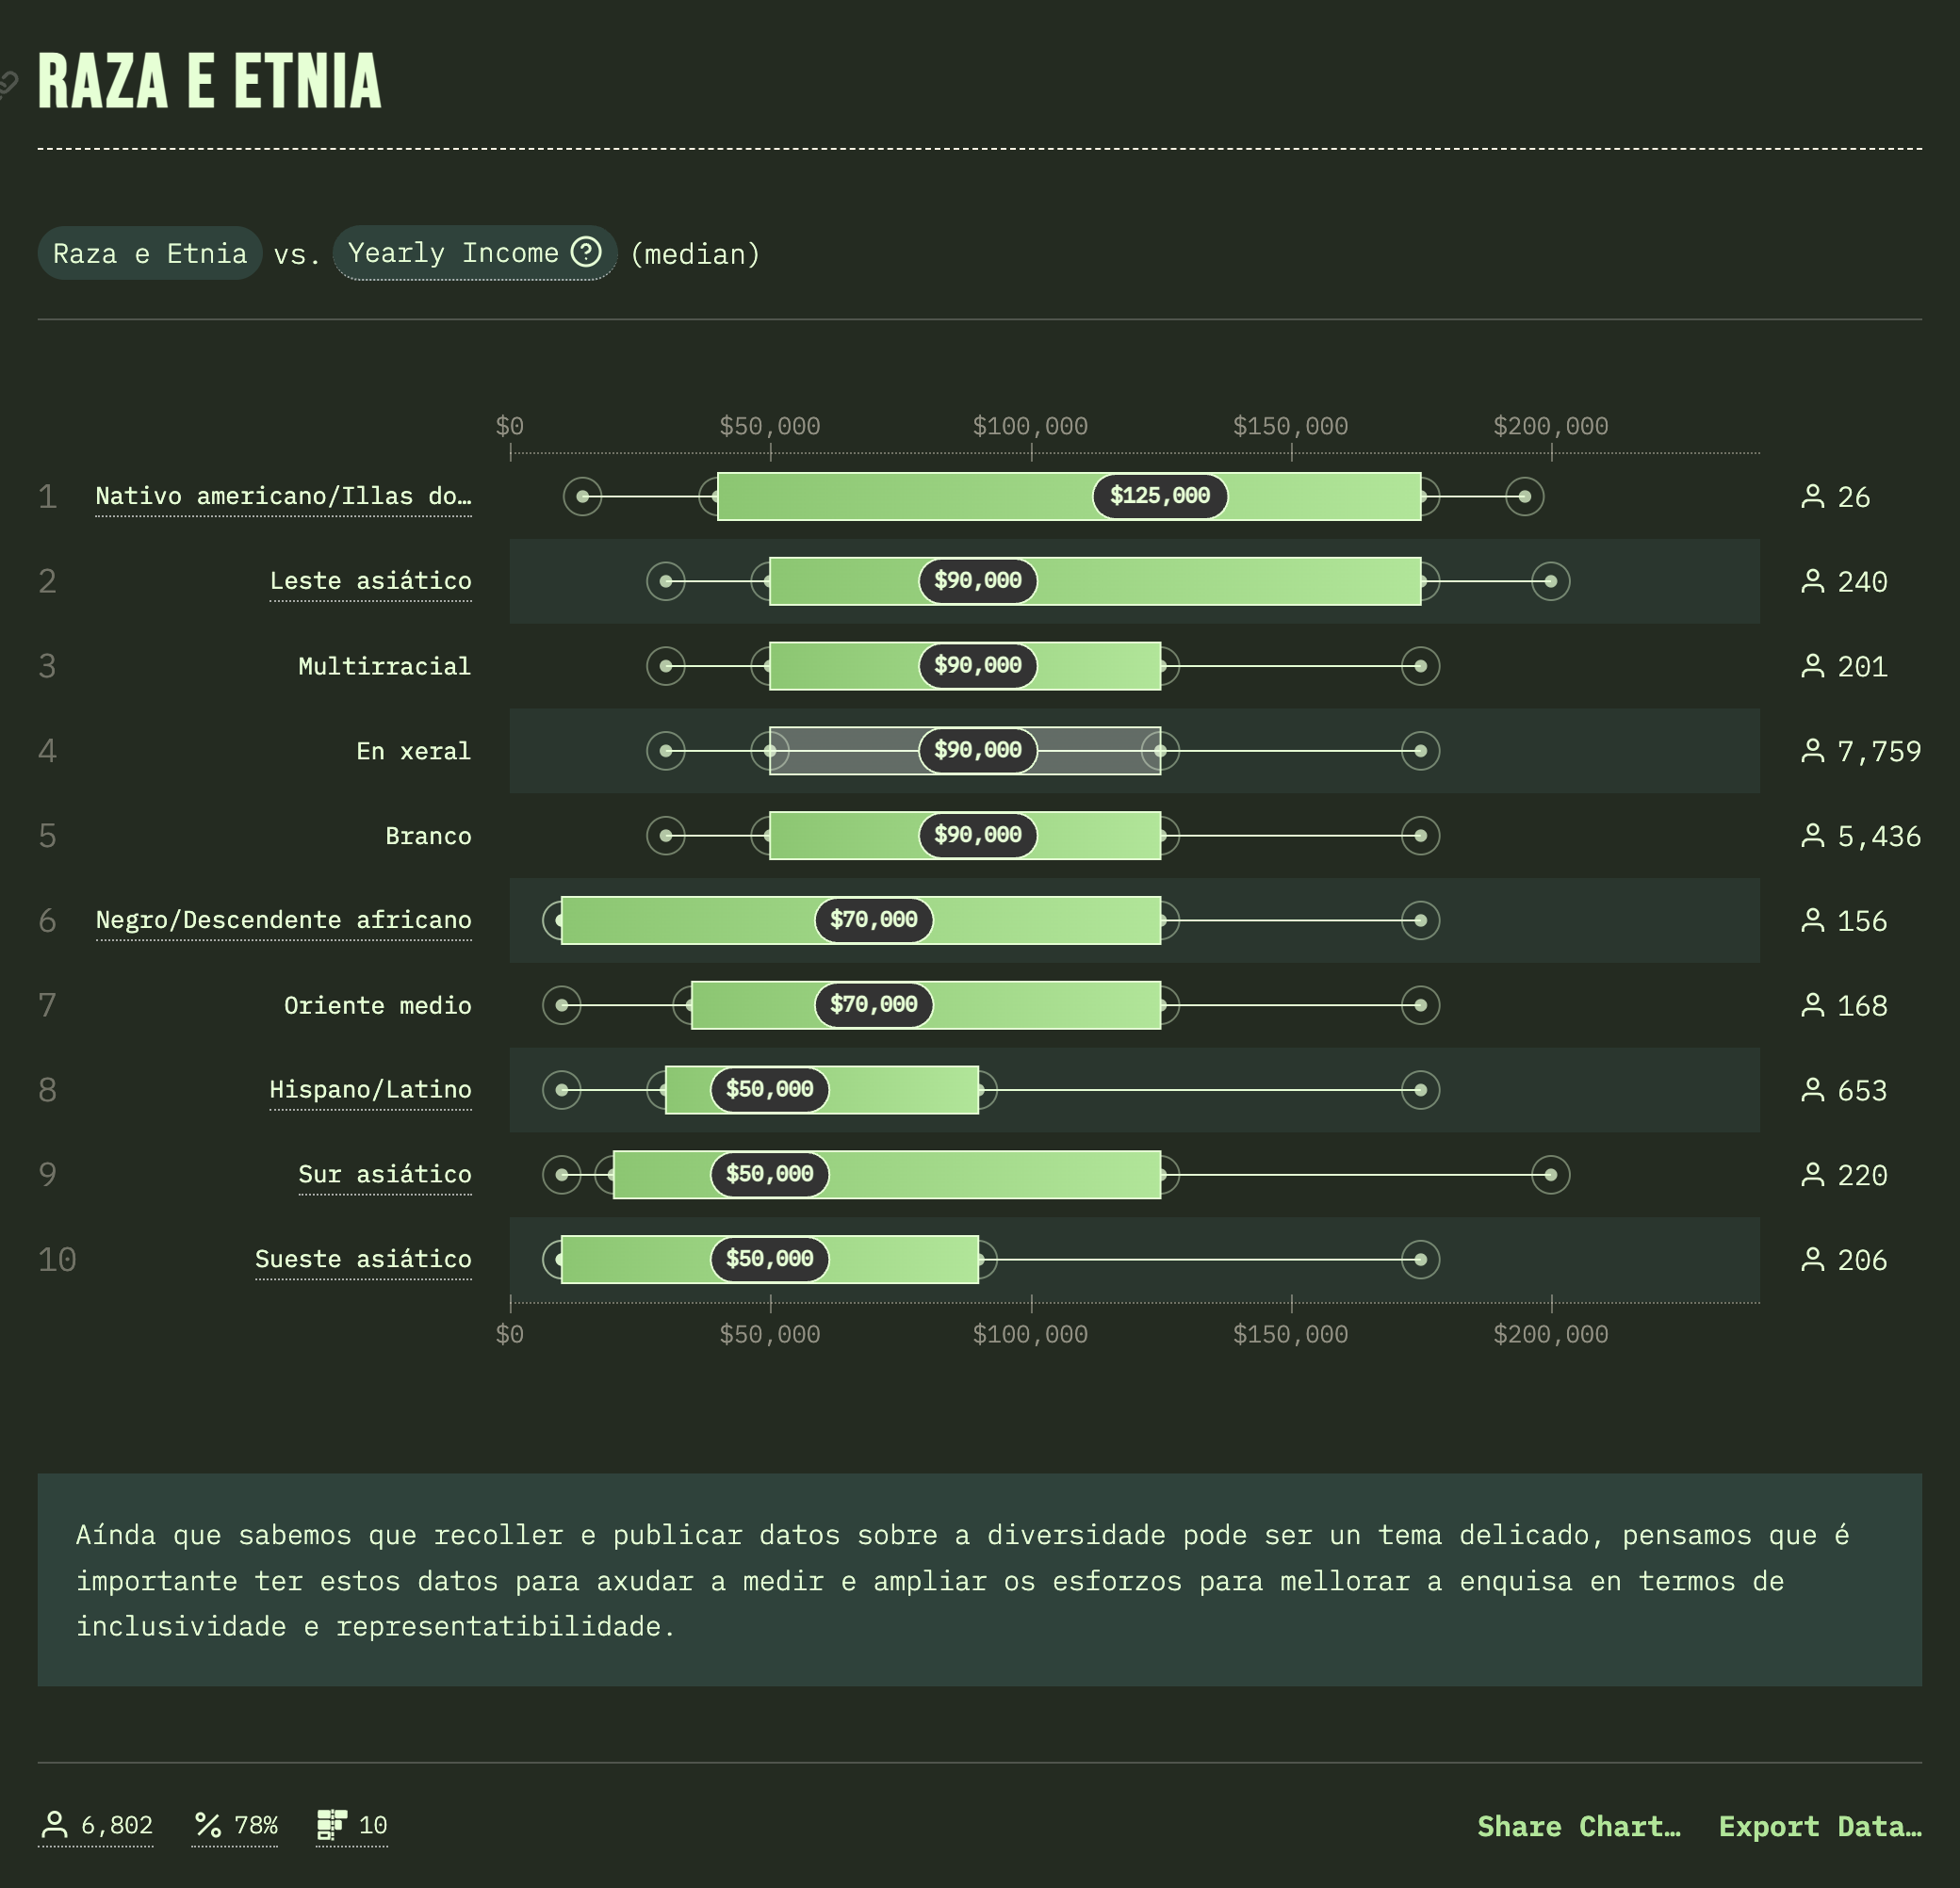 RAZA E ETNIA
Raza e Etnia vs. Yearly Income ? (median)
$0 $50,000 $100,000 $150,000 $200,000
1 Nativo americano/Illas do… $125,000 26
2 Leste asiático $90,000 240
3 Multirracial $90,000 201
4 En xeral $90,000 7,759
5 Branco $90,000 5,436
6 Negro/Descendente africano $70,000 156
7 Oriente medio $70,000 168
8 Hispano/Latino $50,000 653
9 Sur asiático $50,000 220
10 Sueste asiático $50,000 206
$0 $50,000 $100,000 $150,000 $200,000
Aínda que sabemos que recoller e publicar datos sobre a diversidade pode ser un tema delicado, pensamos que é
importante ter estos datos para axudar a medir e ampliar os esforzos para mellorar a enquisa en termos de
inclusividade e representatibilidade.
6,802 78% 10 Share Chart… Export Data…